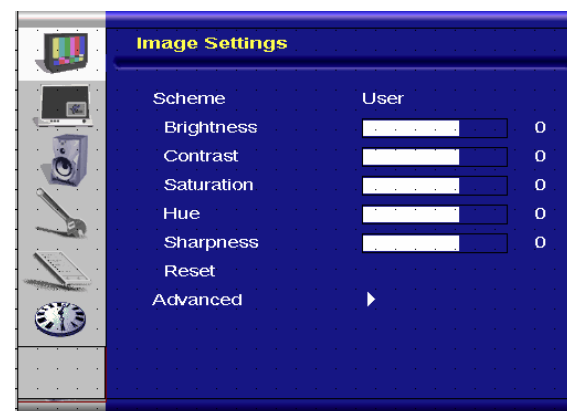 Image Settings
Scheme User
Brightness 0
Contrast 0
Saturation 0
Hue 0
Sharpness 0
Reset
Advanced